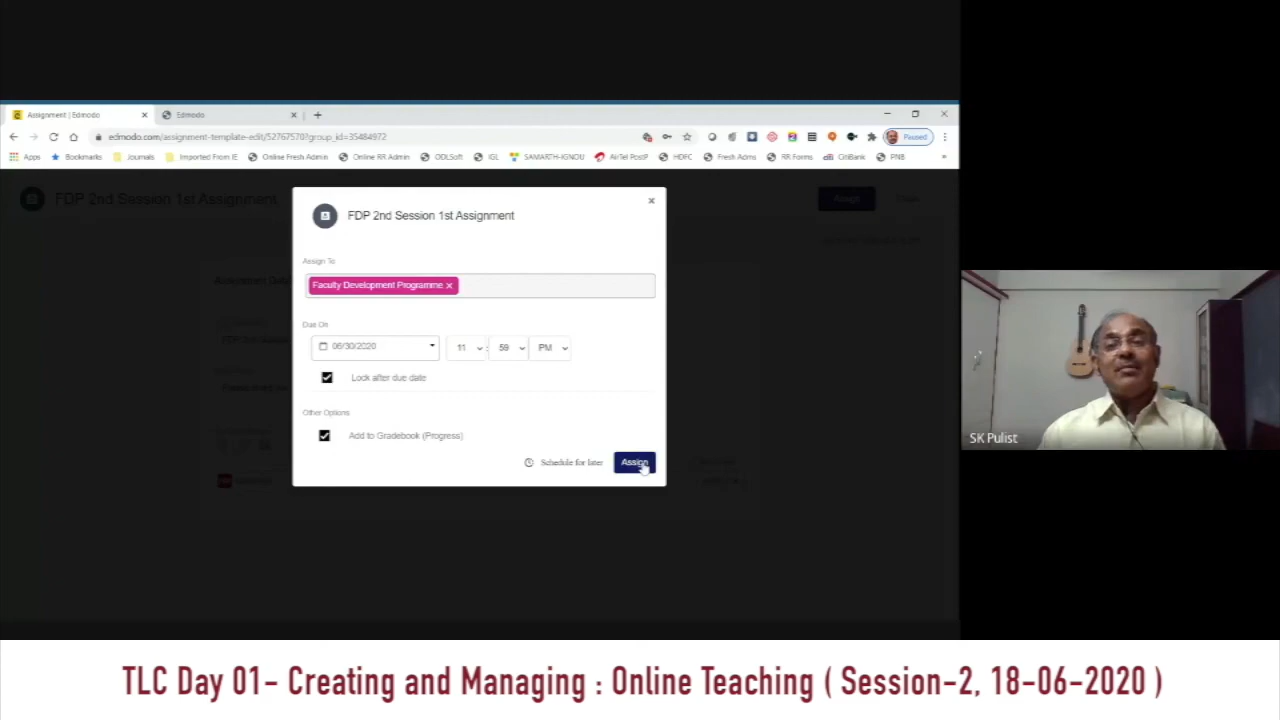 Assignment | Edmodo
Edmodo
edmodo.com/assignment-template-edit/52767570?group_id=35484972
Paused
Apps Bookmarks Journals Imported From IE Online Fresh Admin Online RR Admin ODLSoft IGL SAMARTH-IGNOU AirTel PostP HDFC Fresh Adms RR Forms CitiBank PNB
FDP 2nd Session 1st Assignment
Assign
FDP 2nd Session 1st Assignment
Assign To
Faculty Development Programme
Due On
06/30/2020
11 : 59 PM
Lock after due date
Other Options
Add to Gradebook (Progress)
Schedule for later
Assign
SK Pulist
TLC Day 01- Creating and Managing : Online Teaching ( Session-2, 18-06-2020 )